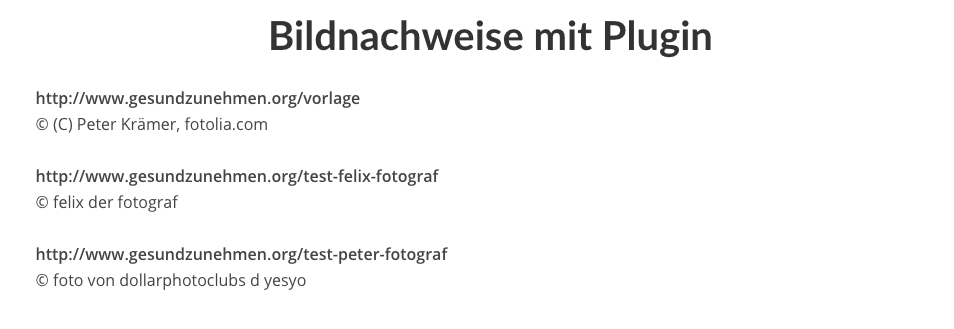 Bildnachweise mit Plugin
http://www.gesundzunehmen.org/vorlage
© (C) Peter Krämer, fotolia.com
http://www.gesundzunehmen.org/test-felix-fotograf
© felix der fotograf
http://www.gesundzunehmen.org/test-peter-fotograf
© foto von dollarphotoclubs d yesyo